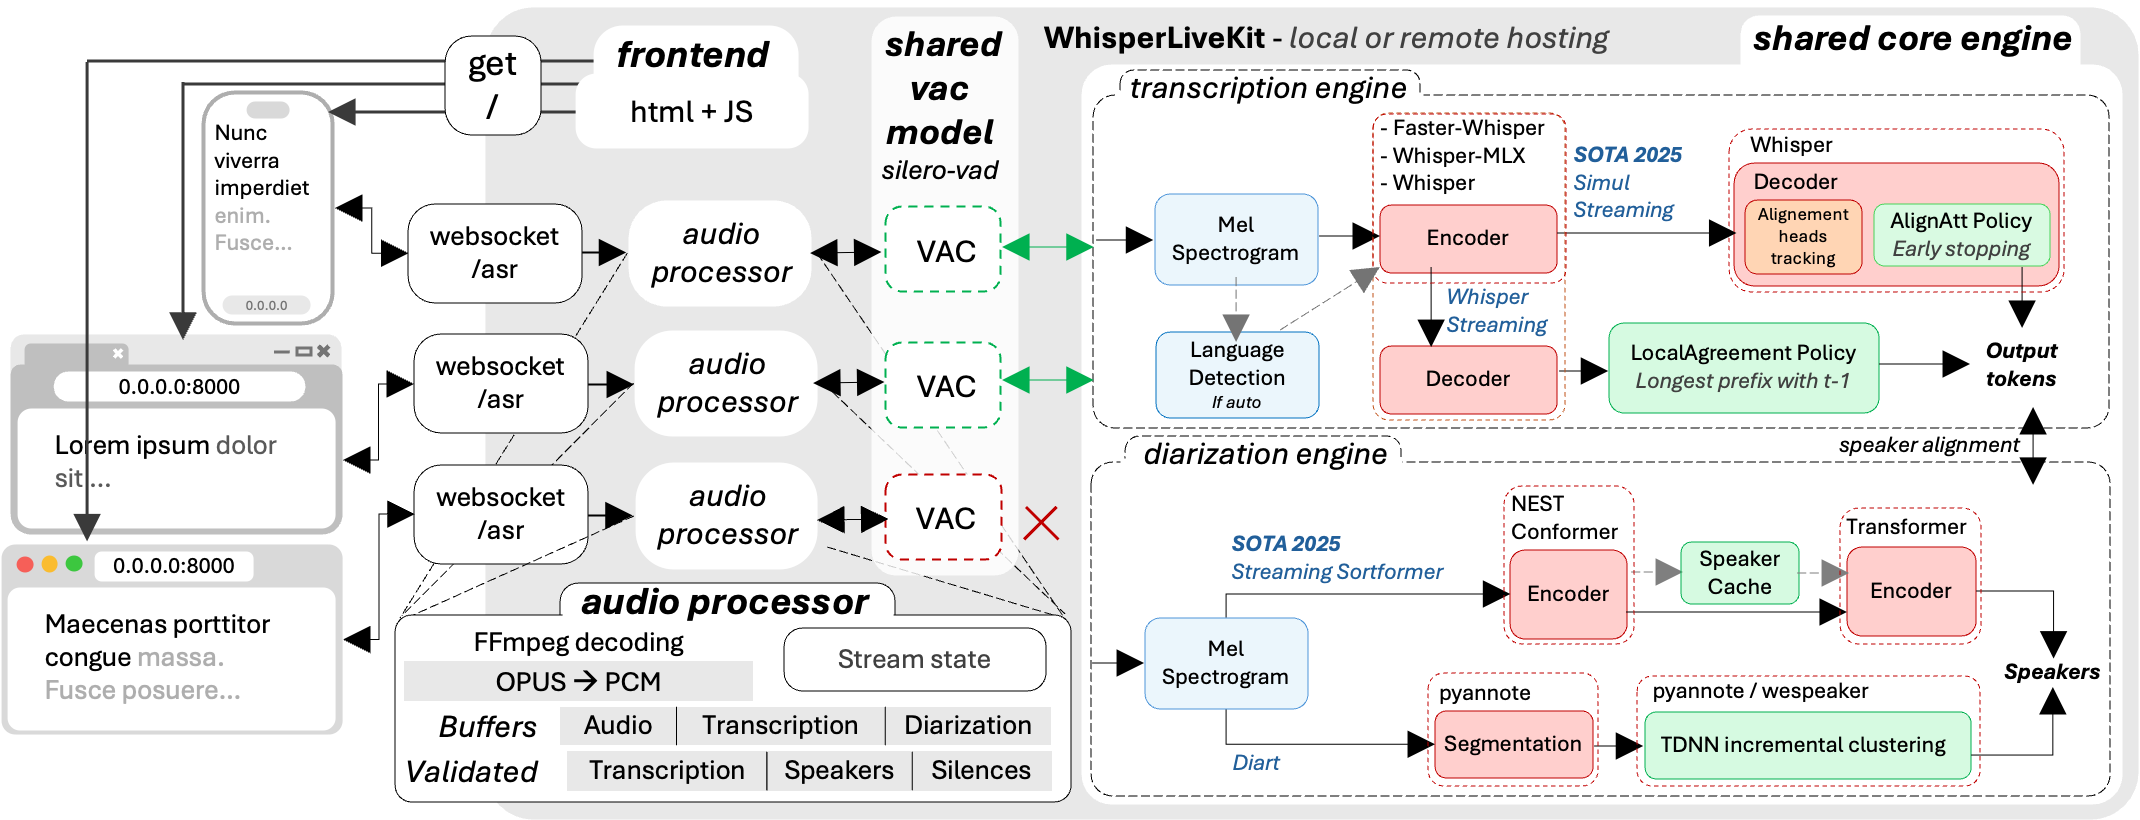 WhisperLiveKit - local or remote hosting
shared core engine
get
/
frontend
html + JS
shared
vac
model
silero-vad
Nunc
viverra
imperdiet
enim.
Fusce...
0.0.0.0
websocket
/asr
audio
processor
VAC
0.0.0.0:8000
Lorem ipsum dolor
sit ...
websocket
/asr
audio
processor
VAC
0.0.0.0:8000
Maecenas porttitor
congue massa.
Fusce posuere...
websocket
/asr
audio
processor
VAC
audio processor
FFmpeg decoding
OPUS → PCM
Stream state
Buffers Audio Transcription Diarization
Validated Transcription Speakers Silences
transcription engine
Mel
Spectrogram
Language
Detection
If auto
- Faster-Whisper
- Whisper-MLX
- Whisper
Encoder
Whisper
Streaming
Decoder
SOTA 2025
Simul
Streaming
Whisper
Decoder
Alignement
heads
tracking
AlignAtt Policy
Early stopping
LocalAgreement Policy
Longest prefix with t-1
Output
tokens
speaker alignment
diarization engine
Mel
Spectrogram
SOTA 2025
Streaming Sortformer
NEST
Conformer
Encoder
Speaker
Cache
Transformer
Encoder
Speakers
Diart
pyannote
Segmentation
pyannote / wespeaker
TDNN incremental clustering